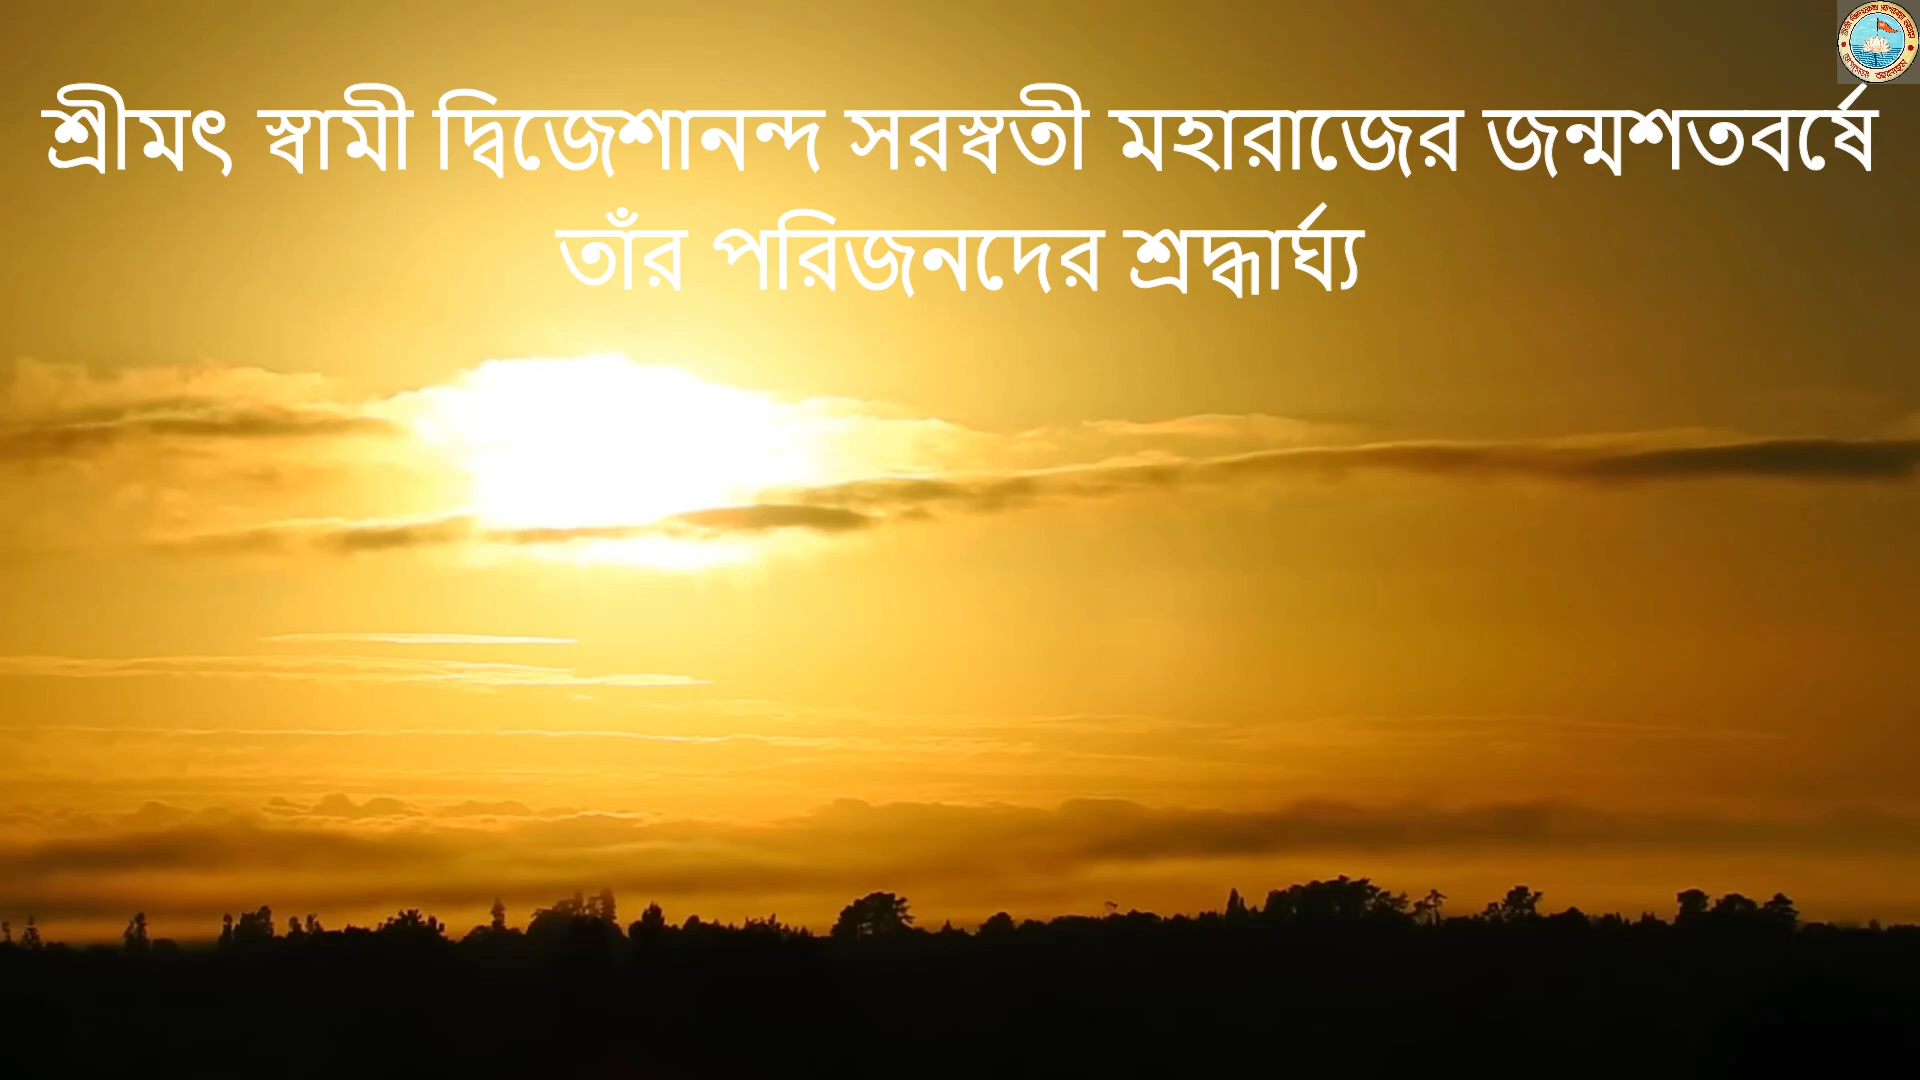 শ্রীমৎ স্বামী দ্বিজেশানন্দ সরস্বতী মহারাজের জন্মশতবর্ষে
তাঁর পরিজনদের শ্রদ্ধার্ঘ্য